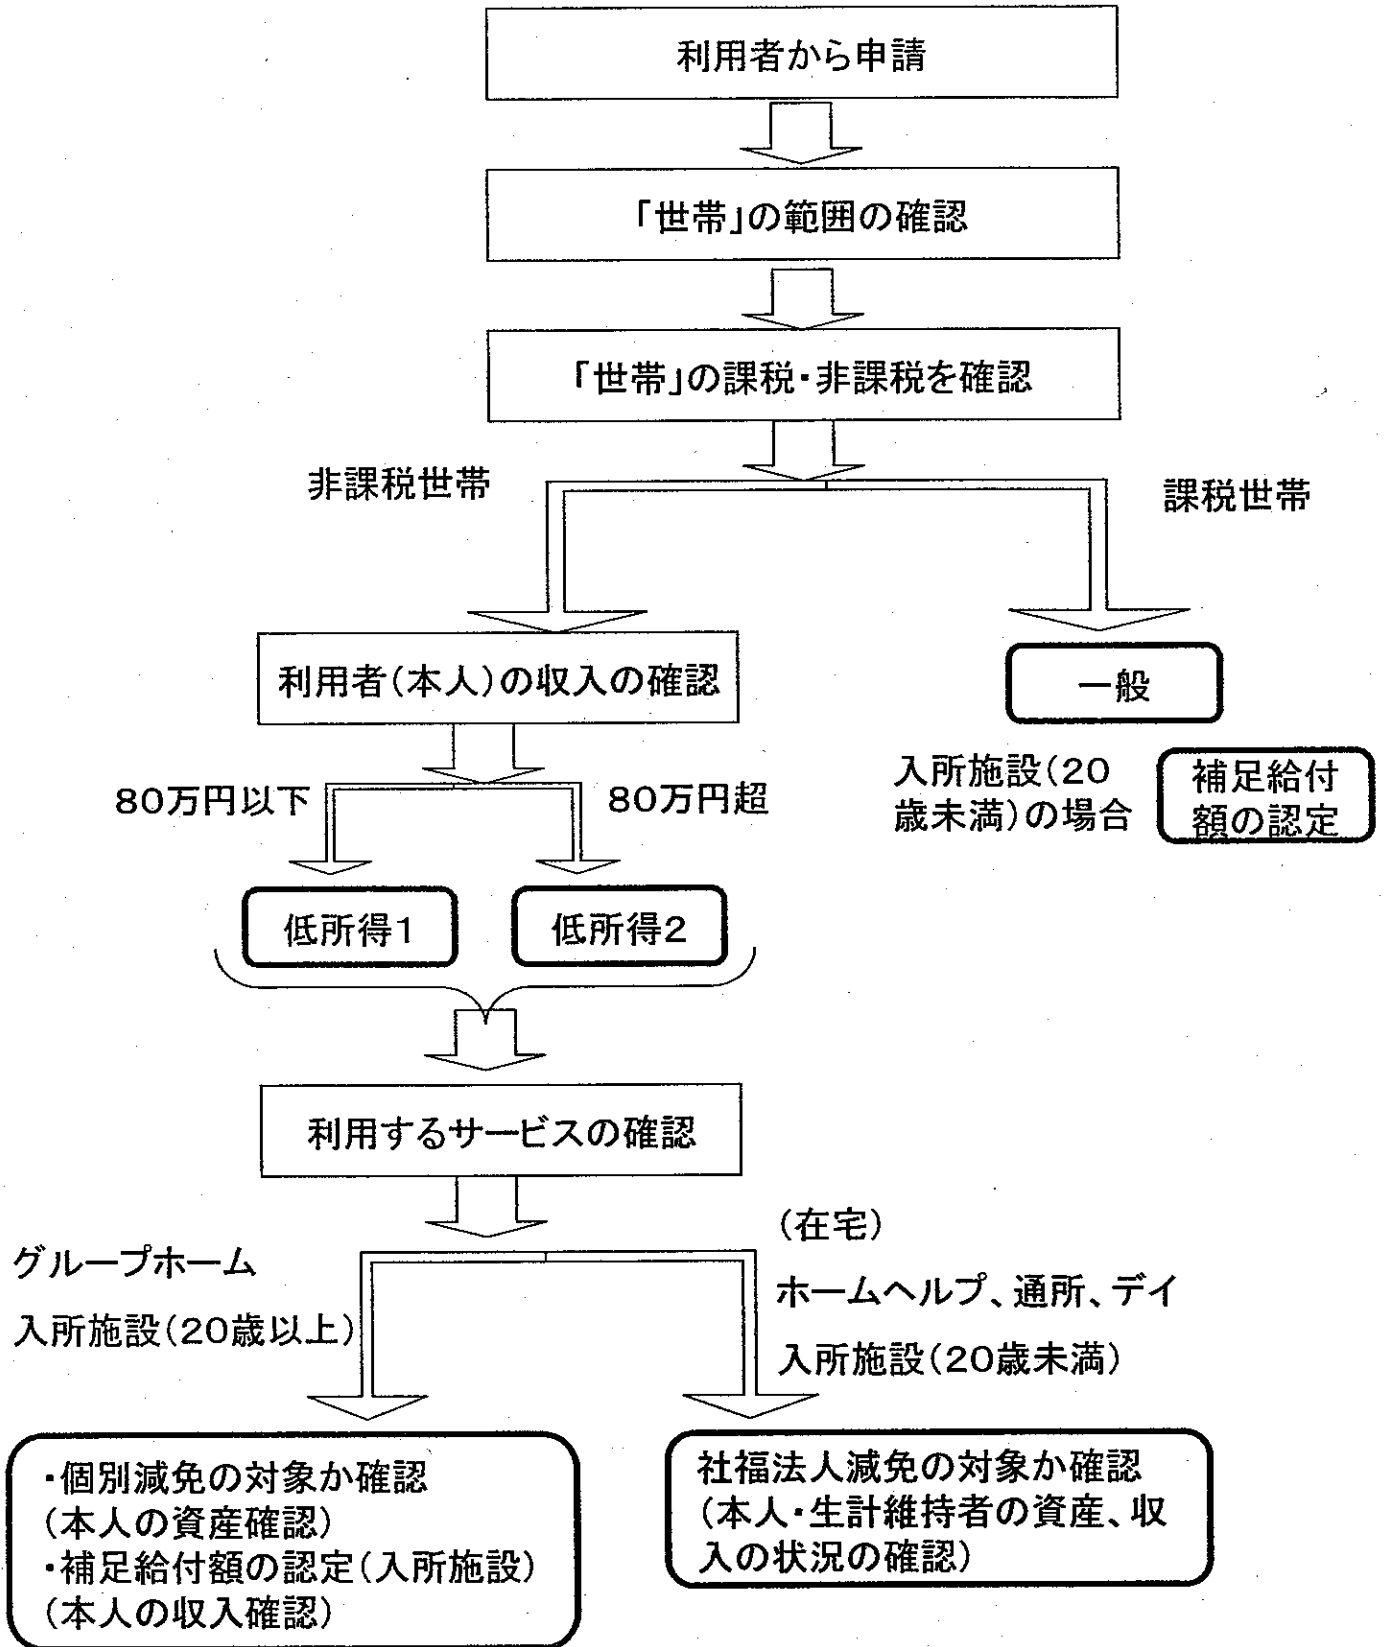 利用者から申請
「世帯」の範囲の確認
「世帯」の課税・非課税を確認
非課税世帯
課税世帯
利用者(本人)の収入の確認
一般
入所施設(20
歳未満)の場合
補足給付
額の認定
80万円以下
80万円超
低所得1
低所得2
利用するサービスの確認
グループホーム
入所施設(20歳以上)
(在宅)
ホームヘルプ、通所、デイ
入所施設(20歳未満)
・個別減免の対象か確認
(本人の資産確認)
・補足給付額の認定(入所施設)
(本人の収入確認)
社福法人減免の対象か確認
(本人・生計維持者の資産、収
入の状況の確認)